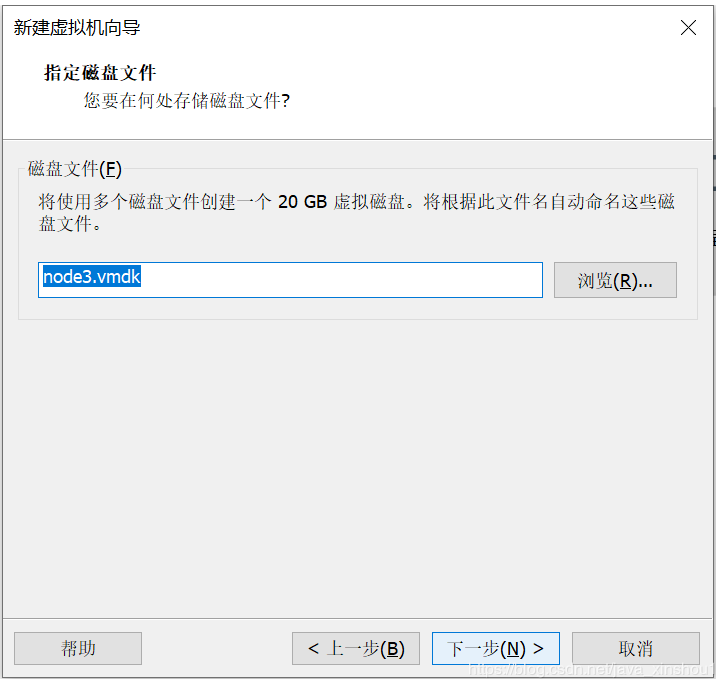 新建虚拟机向导
指定磁盘文件
您要在何处存储磁盘文件?
磁盘文件(F)
将使用多个磁盘文件创建一个 20 GB 虚拟磁盘。将根据此文件名自动命名这些磁
盘文件。
node3.vmdk
浏览(R)...
帮助
< 上一步(B)
下一步(N) >
取消
https://blog.csdn.net/java_xinshou1